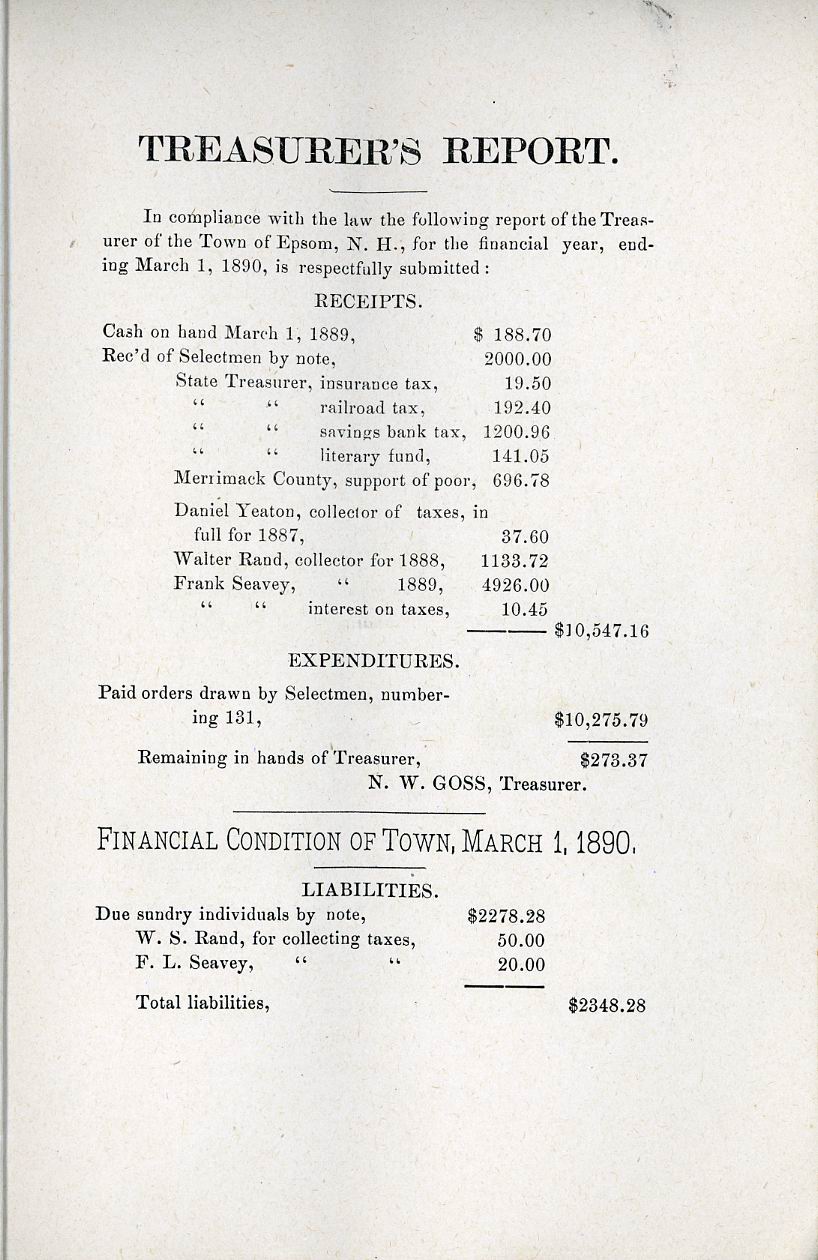 TREASURER'S REPORT.
In compliance with the law the following report of the Treas-
urer of the Town of Epsom, N. H., for the financial year, end-
ing March 1, 1890, is respectfully submitted :
RECEIPTS.
Cash on hand March 1, 1889, $ 188.70
Rec'd of Selectmen by note, 2000.00
State Treasurer, insurance tax, 19.50
“ “ railroad tax, 192.40
“ “ savings bank tax, 1200.96
“ “ literary fund, 141.05
Merrimack County, support of poor, 696.78
Daniel Yeaton, collector of taxes, in
full for 1887, 37.60
Walter Rand, collector for 1888, 1133.72
Frank Seavey, “ 1889, 4926.00
“ “ interest on taxes, 10.45
$10,547.16
EXPENDITURES.
Paid orders drawn by Selectmen, number-
ing 131, $10,275.79
Remaining in hands of Treasurer, $273.37
N. W. GOSS, Treasurer.
FINANCIAL CONDITION OF TOWN, MARCH 1, 1890.
LIABILITIES.
Due sundry individuals by note, $2278.28
W. S. Rand, for collecting taxes, 50.00
F. L. Seavey, “ “ 20.00
Total liabilities, $2348.28